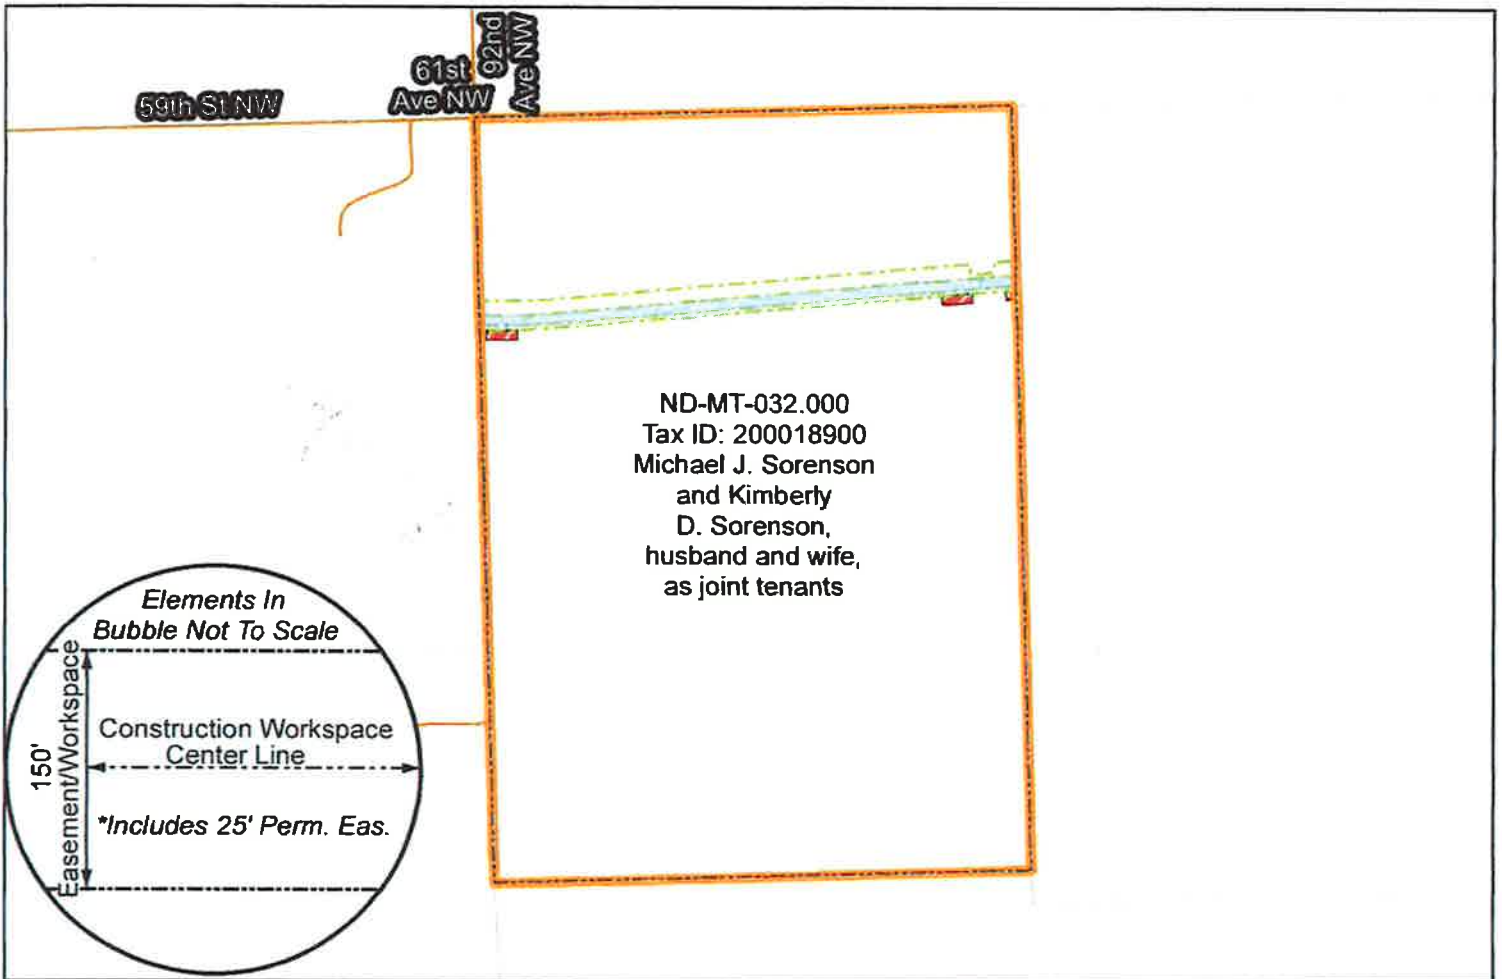 59th St NW
61st
Ave NW
92nd
Ave NW
ND-MT-032.000
Tax ID: 200018900
Michael J. Sorenson
and Kimberly
D. Sorenson,
husband and wife,
as joint tenants
Elements In
Bubble Not To Scale
150'
Easement/Workspace
Construction Workspace
Center Line
*Includes 25' Perm. Eas.